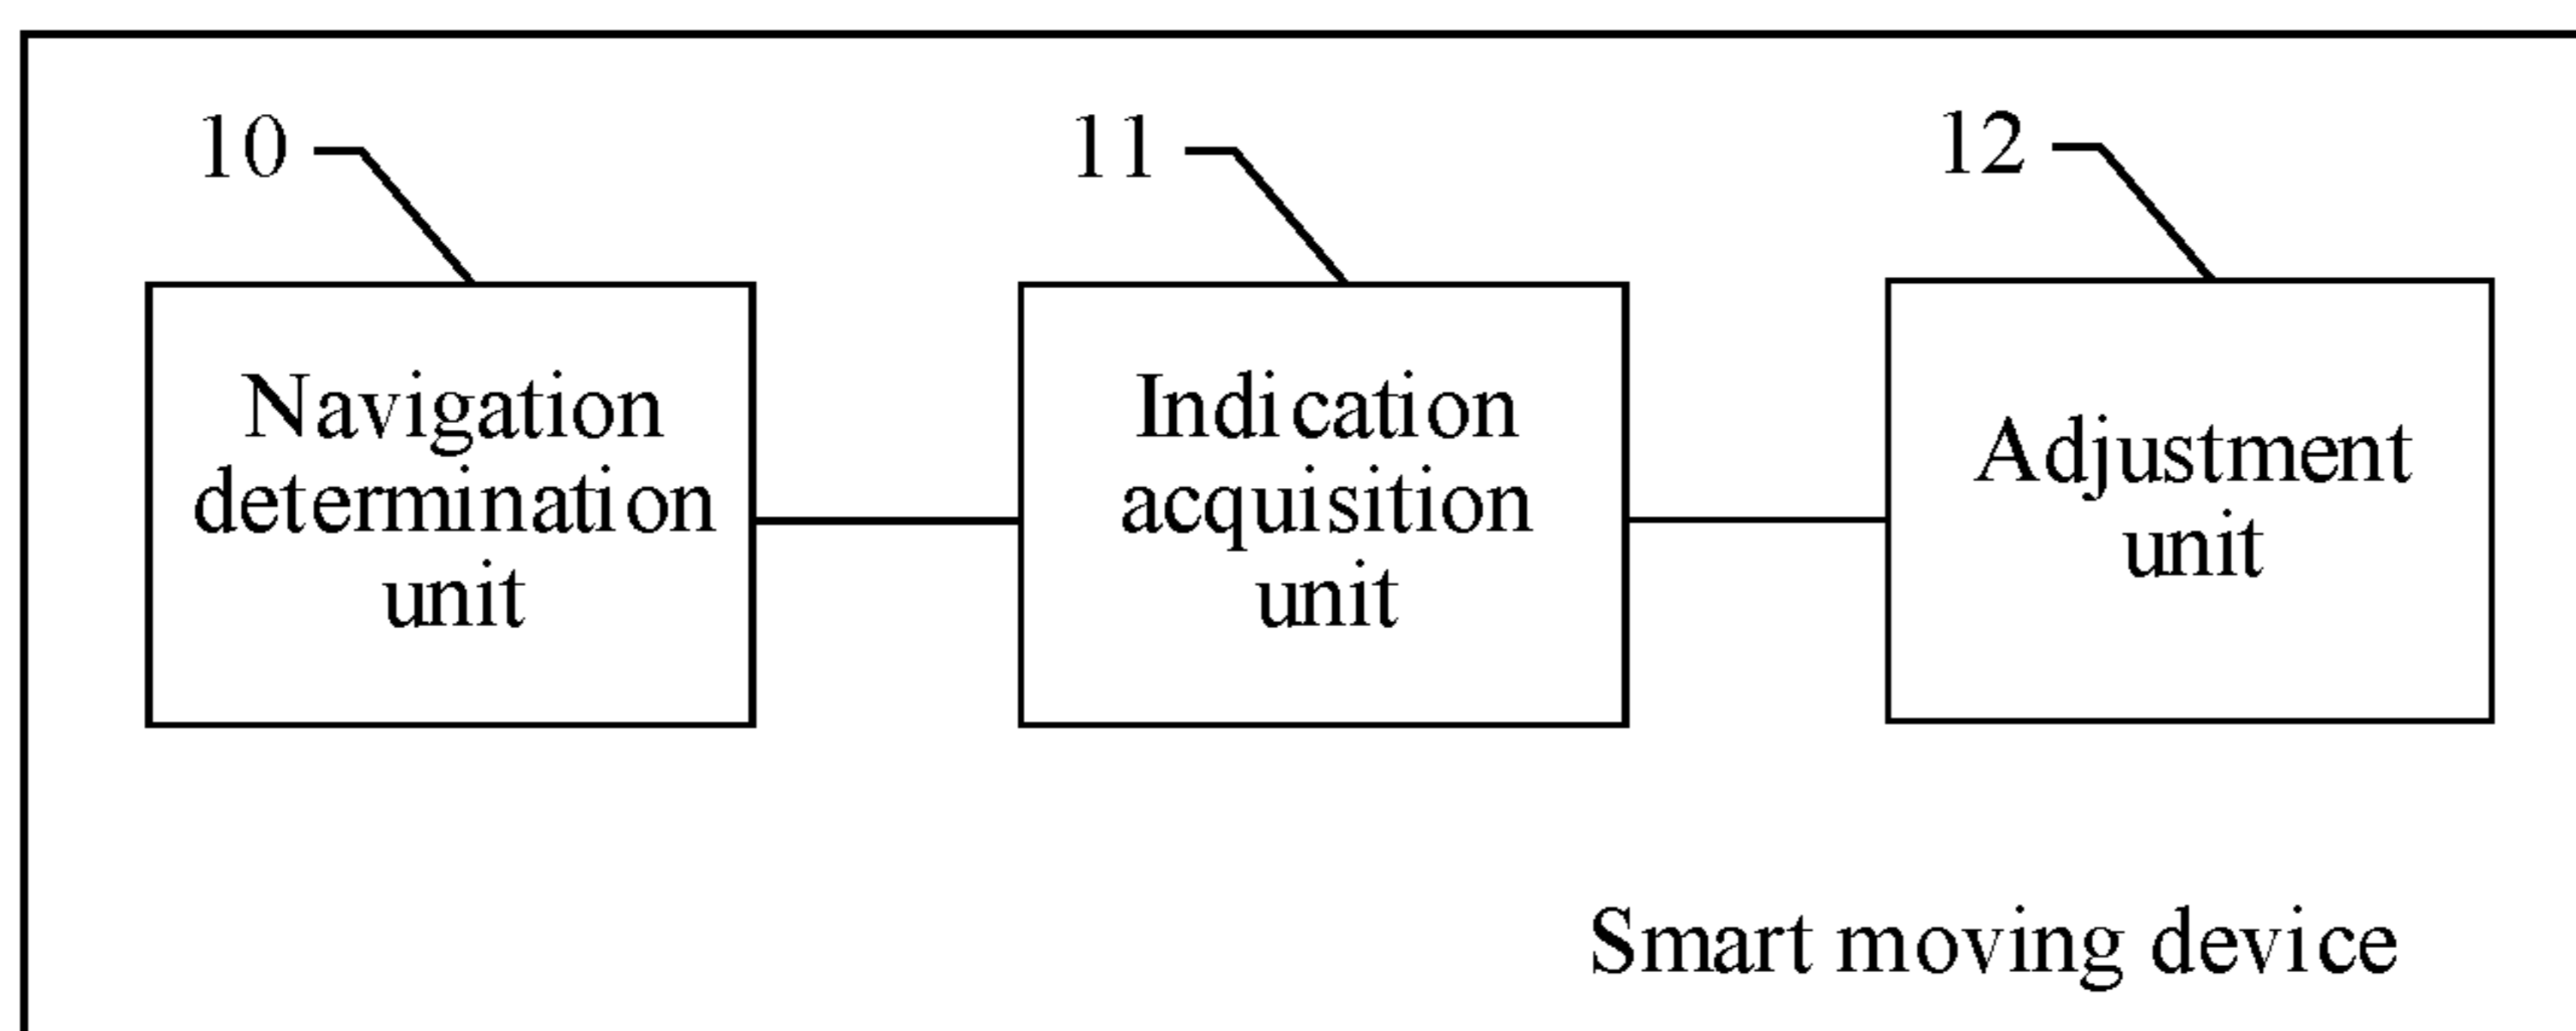 10
11
12
Navigation
determination
unit
Indication
acquisition
unit
Adjustment
unit
Smart moving device